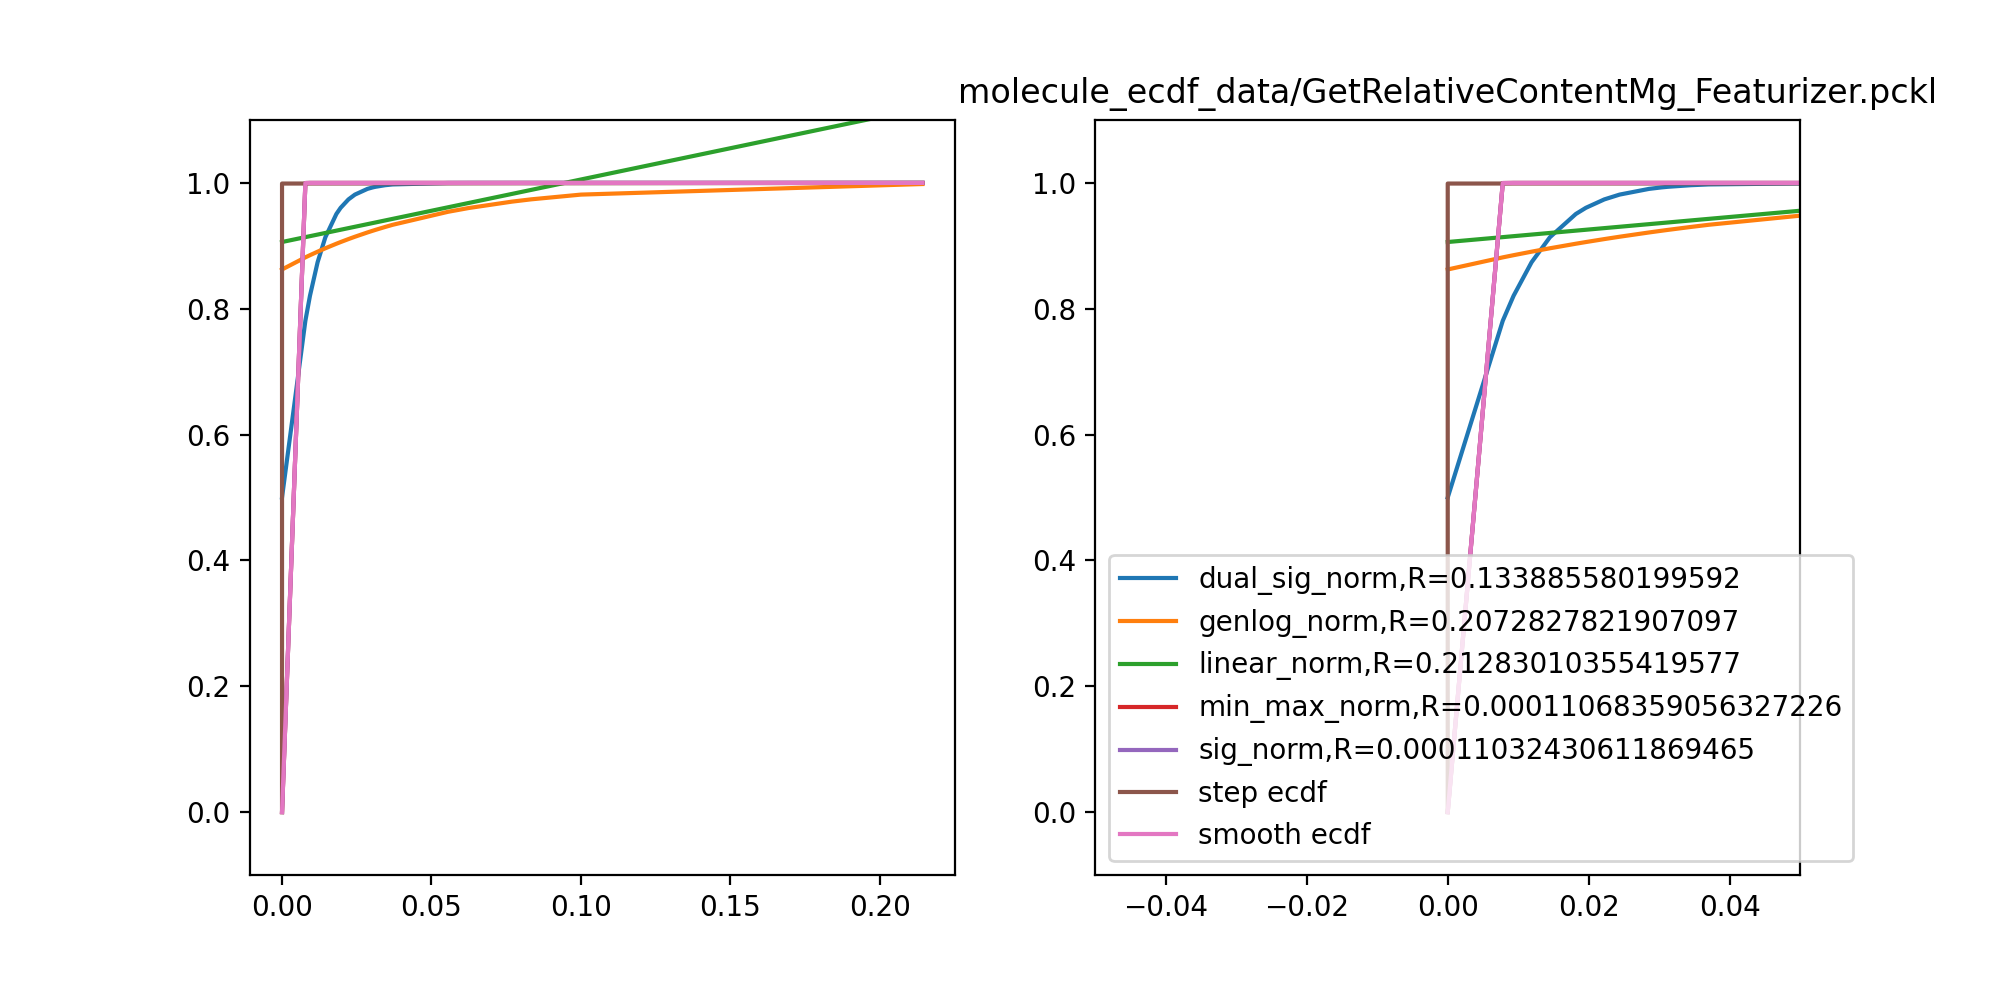 molecule_ecdf_data/GetRelativeContentMg_Featurizer.pckl
1.0
0.8
0.6
0.4
0.2
0.0
0.00 0.05 0.10 0.15 0.20
1.0
0.8
0.6
0.4
0.2
0.0
dual_sig_norm,R=0.133885580199592
genlog_norm,R=0.2072827821907097
linear_norm,R=0.21283010355419577
min_max_norm,R=0.00011068359056327226
sig_norm,R=0.00011032430611869465
step ecdf
smooth ecdf
−0.04 −0.02 0.00 0.02 0.04